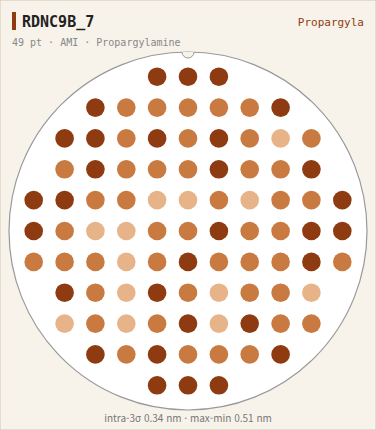 RDNC9B_7
Propargyla
49 pt · AMI · Propargylamine
intra-3σ 0.34 nm · max-min 0.51 nm